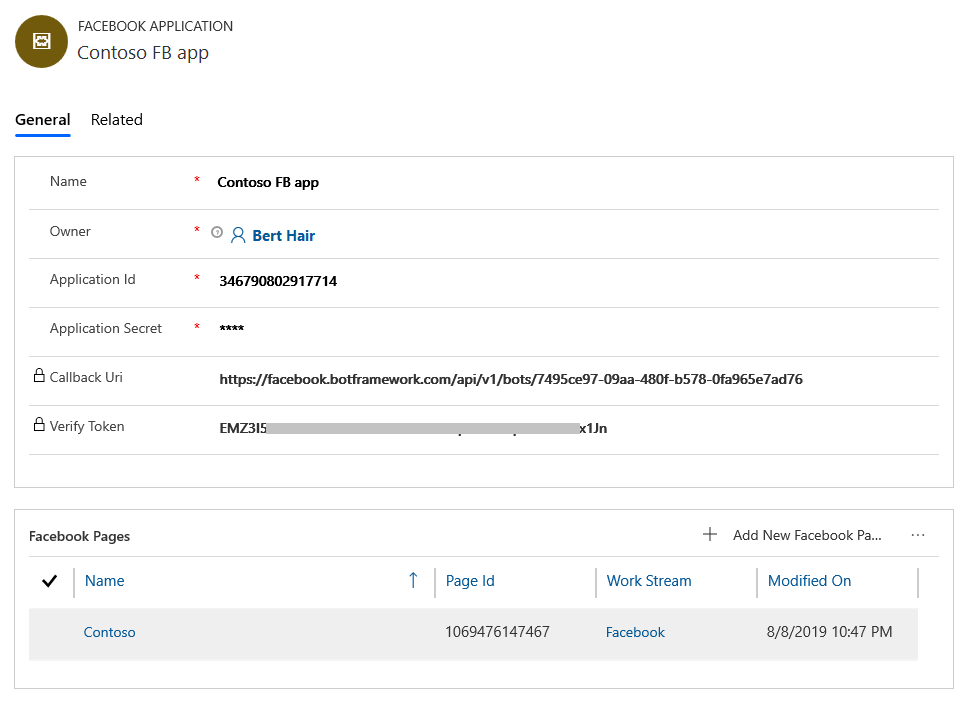 FACEBOOK APPLICATION
Contoso FB app
General Related
Name * Contoso FB app
Owner * Bert Hair
Application Id * 346790802917714
Application Secret * ****
Callback Uri https://facebook.botframework.com/api/v1/bots/7495ce97-09aa-480f-b578-0fa965e7ad76
Verify Token EMZ3I5 x1Jn
Facebook Pages + Add New Facebook Pa... ...
Name ↑ Page Id Work Stream Modified On
Contoso 1069476147467 Facebook 8/8/2019 10:47 PM